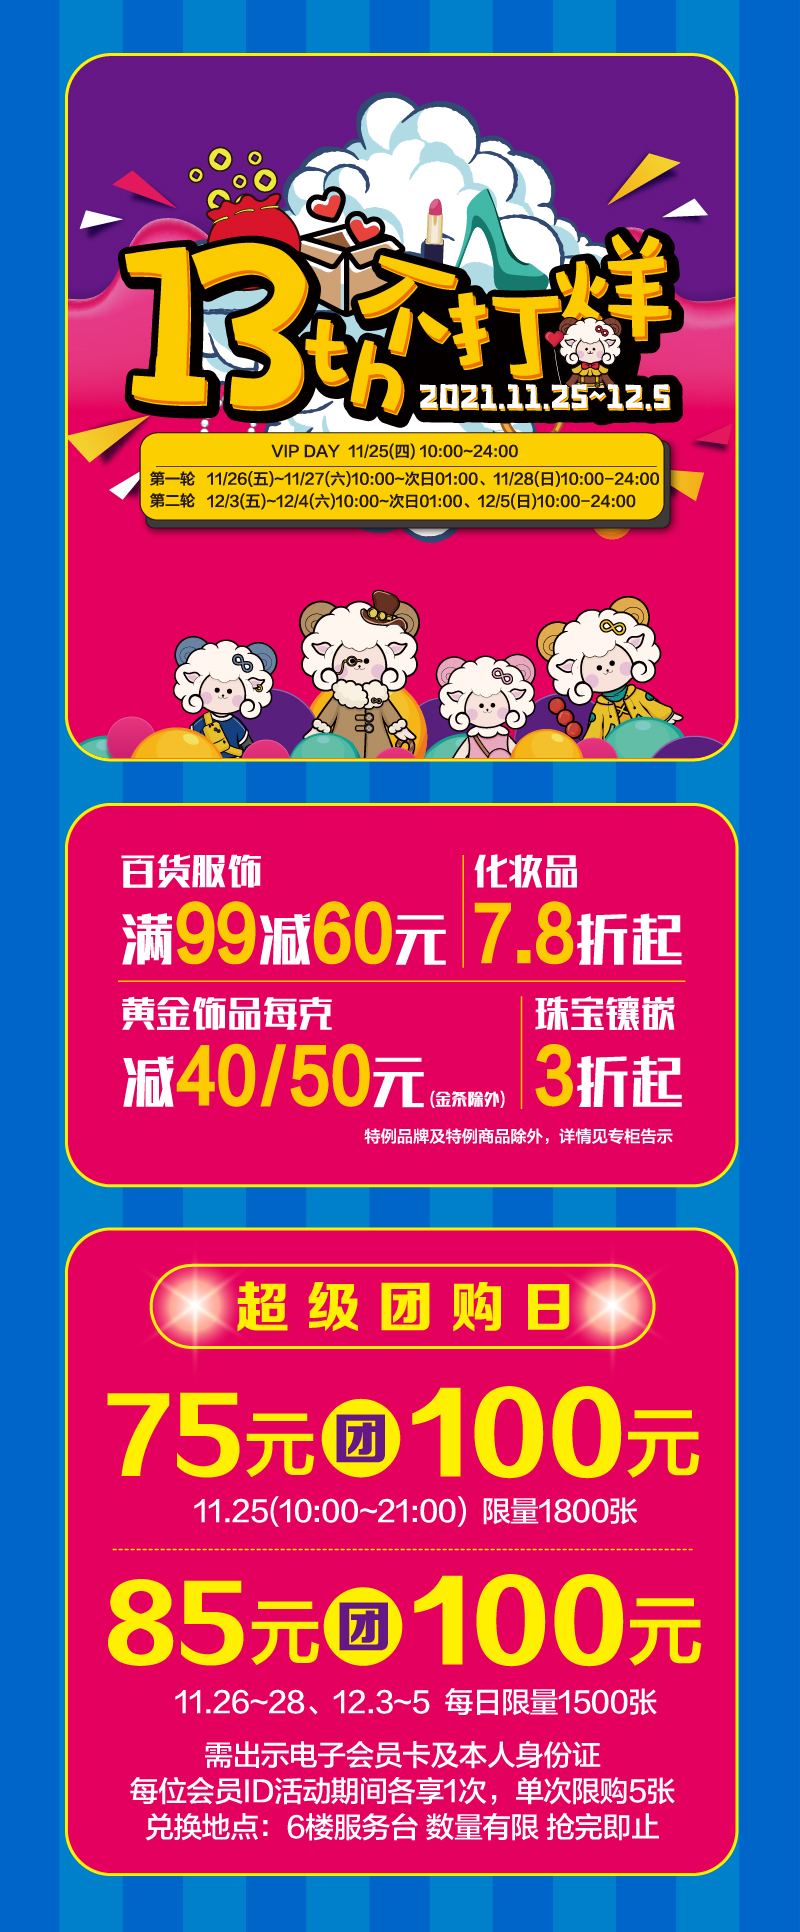 13th不打烊
2021.11.25~12.5
VIP DAY 11/25(四) 10:00~24:00
第一轮 11/26(五)~11/27(六)10:00~次日01:00、11/28(日)10:00-24:00
第二轮 12/3(五)~12/4(六)10:00~次日01:00、12/5(日)10:00-24:00
百货服饰
满99减60元
化妆品
7.8折起
黄金饰品每克
减40/50元(金条除外)
珠宝镶嵌
3折起
特例品牌及特例商品除外，详情见专柜告示
超级团购日
75元团100元
11.25(10:00~21:00) 限量1800张
85元团100元
11.26~28、12.3~5 每日限量1500张
需出示电子会员卡及本人身份证
每位会员ID活动期间各享1次，单次限购5张
兑换地点：6楼服务台 数量有限 抢完即止